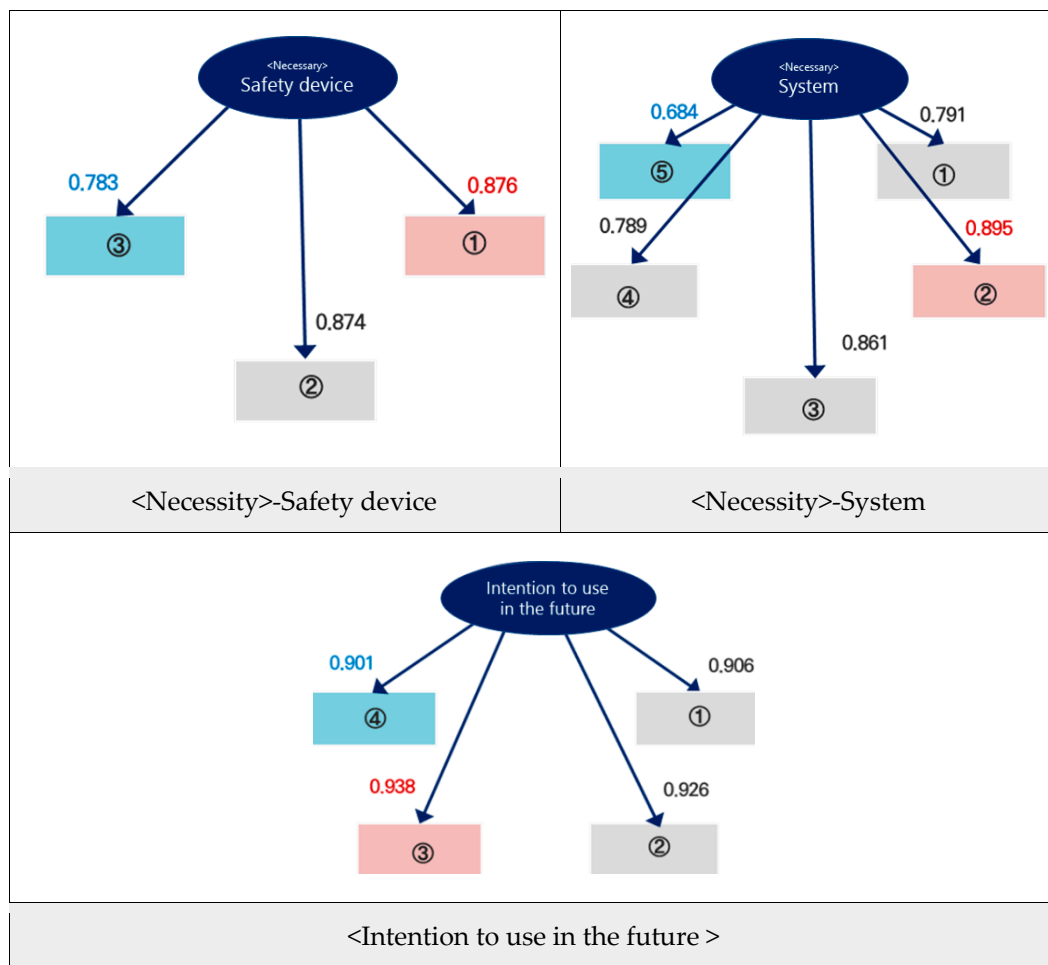 <Necessary>
Safety device
0.783
0.876
③
①
0.874
②
<Necessity>-Safety device
<Necessary>
System
0.684
0.791
⑤
①
0.789
0.895
④
②
0.861
③
<Necessity>-System
Intention to use
in the future
0.901
0.906
④
①
0.938
0.926
③
②
<Intention to use in the future >